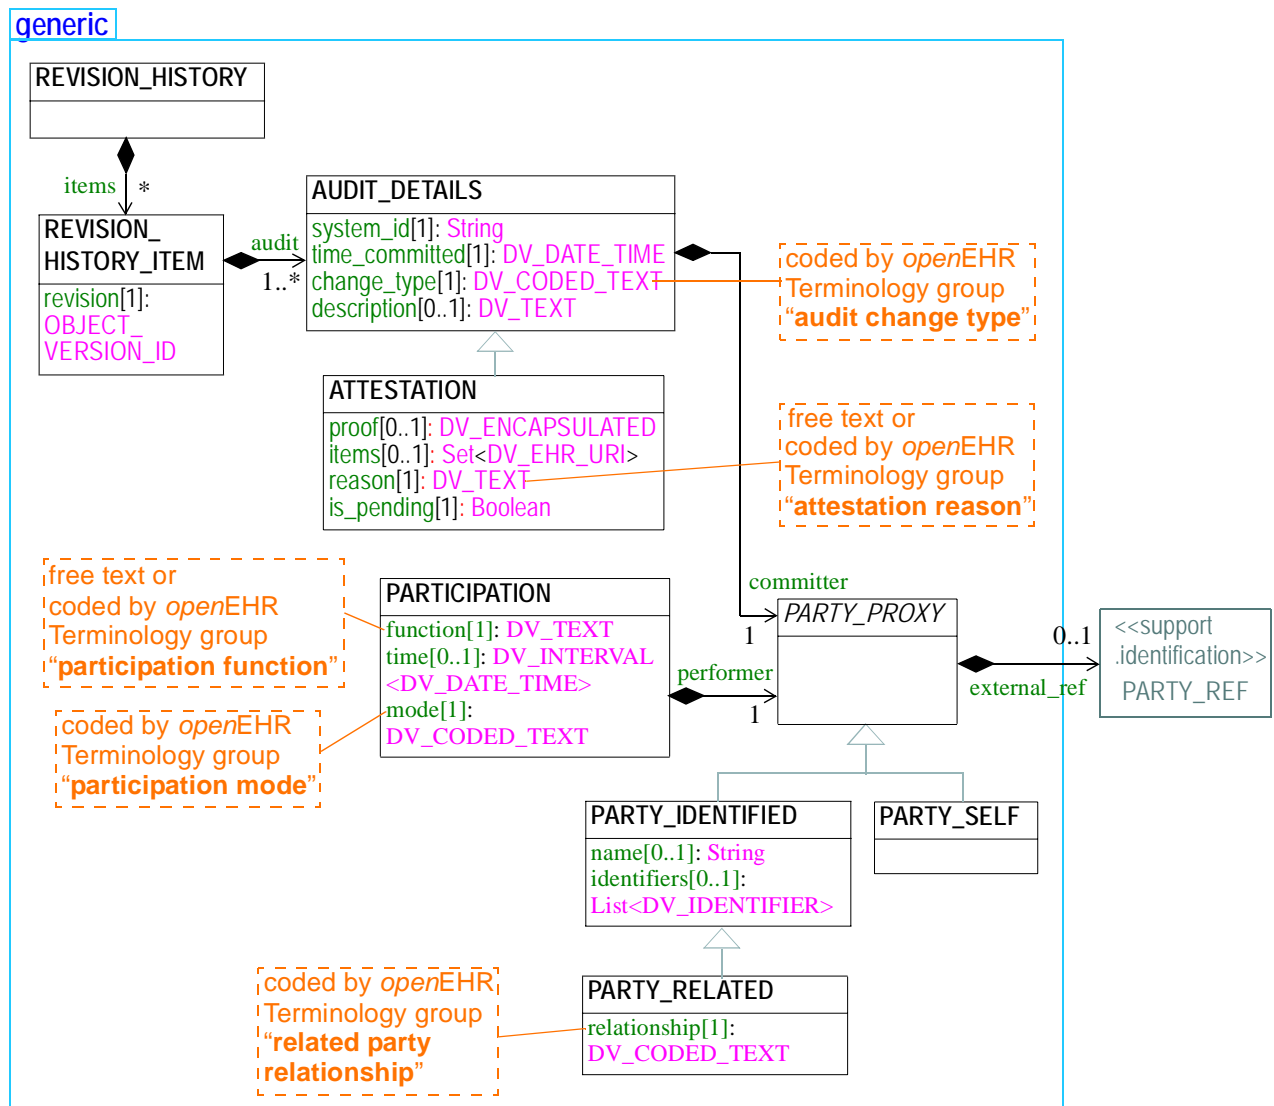 generic
REVISION_HISTORY
items
*
REVISION_
HISTORY_ITEM
revision[1]:
OBJECT_
VERSION_ID
audit
1..*
AUDIT_DETAILS
system_id[1]: String
time_committed[1]: DV_DATE_TIME
change_type[1]: DV_CODED_TEXT
description[0..1]: DV_TEXT
coded by openEHR
Terminology group
“audit change type”
ATTESTATION
proof[0..1]: DV_ENCAPSULATED
items[0..1]: Set<DV_EHR_URI>
reason[1]: DV_TEXT
is_pending[1]: Boolean
free text or
coded by openEHR
Terminology group
“attestation reason”
free text or
coded by openEHR
Terminology group
“participation function”
coded by openEHR
Terminology group
“participation mode”
PARTICIPATION
function[1]: DV_TEXT
time[0..1]: DV_INTERVAL
<DV_DATE_TIME>
mode[1]:
DV_CODED_TEXT
performer
1
committer
1
PARTY_PROXY
0..1
external_ref
<<support
.identification>>
PARTY_REF
PARTY_IDENTIFIED
name[0..1]: String
identifiers[0..1]:
List<DV_IDENTIFIER>
PARTY_SELF
coded by openEHR
Terminology group
“related party
relationship”
PARTY_RELATED
relationship[1]:
DV_CODED_TEXT